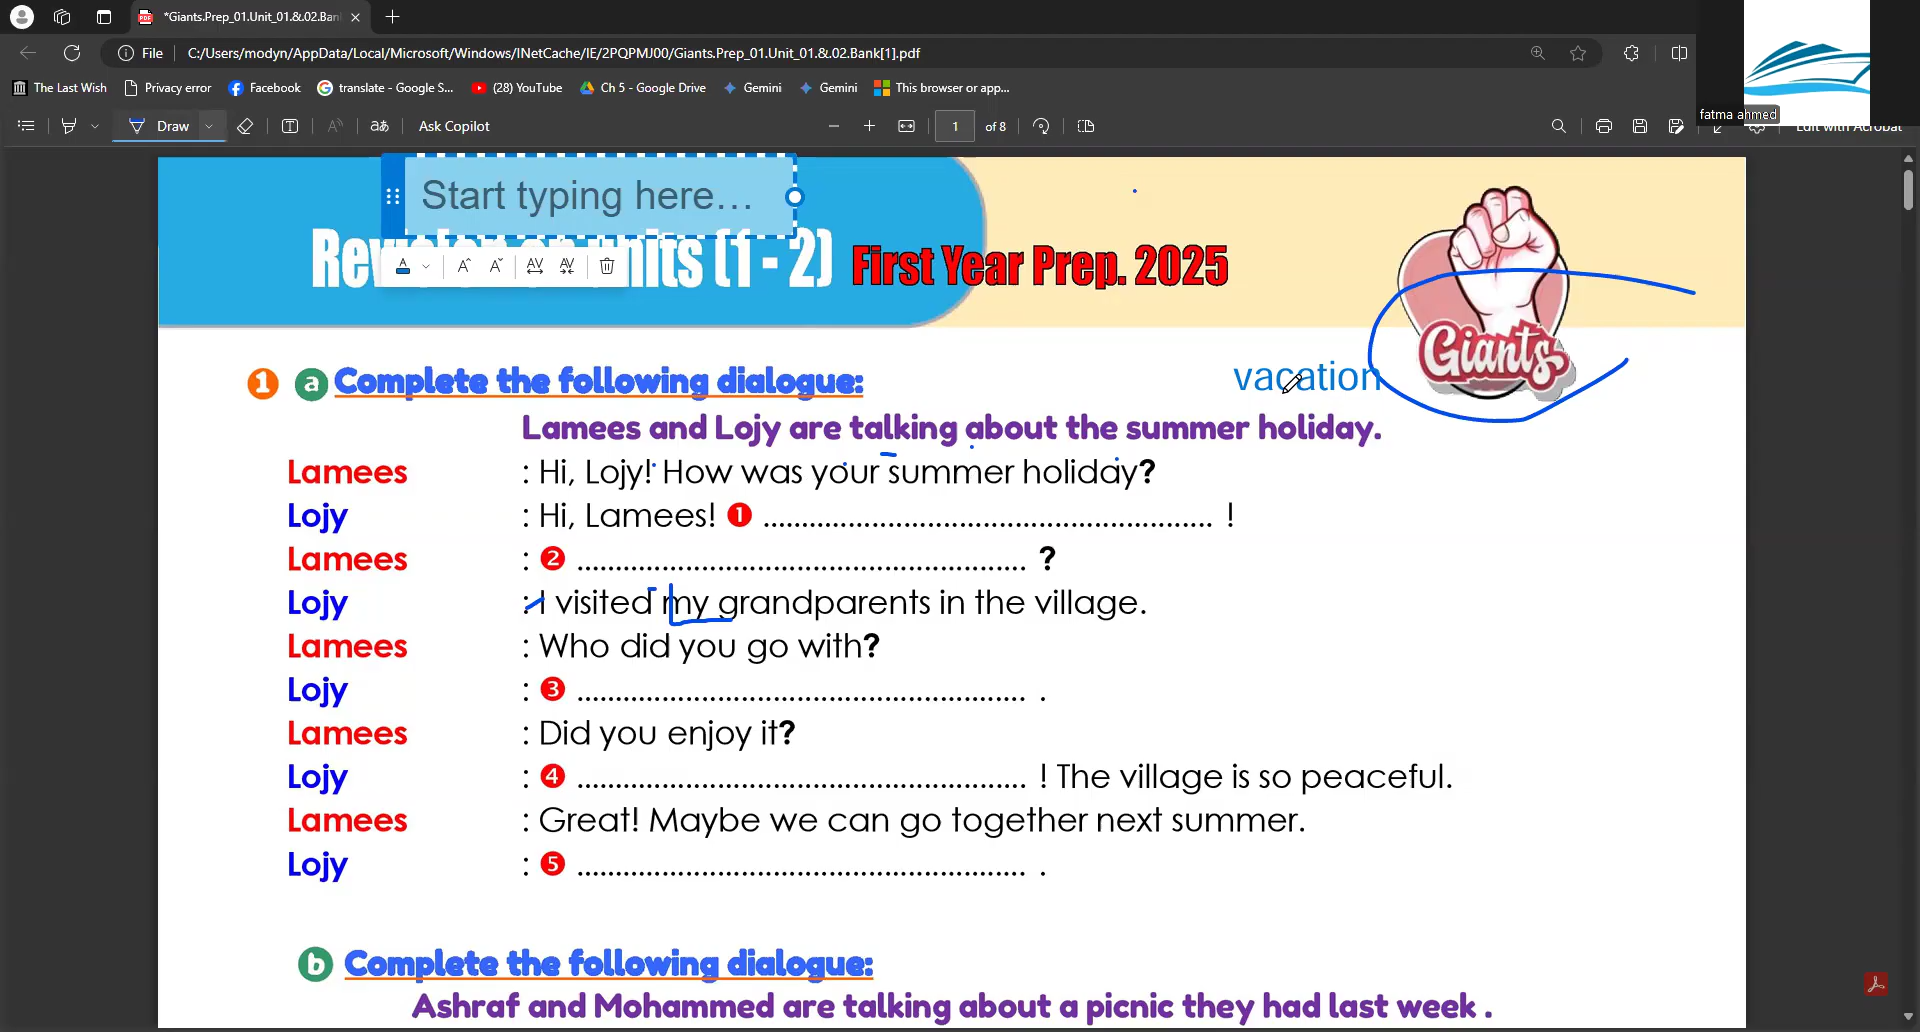 *Giants.Prep_01.Unit_01.&.02.Ban
File C:/Users/modyn/AppData/Local/Microsoft/Windows/INetCache/IE/2PQPMJ00/Giants.Prep_01.Unit_01.&.02.Bank[1].pdf
The Last Wish Privacy error Facebook translate - Google S... (28) YouTube Ch 5 - Google Drive Gemini Gemini This browser or app...
fatma ahmed
Draw Ask Copilot 1 of 8 Edit with Acrobat
Start typing here...
(1 - 2) First Year Prep. 2025
Giants
1 a Complete the following dialogue: vacation
Lamees and Lojy are talking about the summer holiday.
Lamees : Hi, Lojy! How was your summer holiday?
Lojy : Hi, Lamees! 1 ........................................................ !
Lamees : 2 ........................................................ ?
Lojy : I visited my grandparents in the village.
Lamees : Who did you go with?
Lojy : 3 ........................................................ .
Lamees : Did you enjoy it?
Lojy : 4 ........................................................ ! The village is so peaceful.
Lamees : Great! Maybe we can go together next summer.
Lojy : 5 ........................................................ .
b Complete the following dialogue:
Ashraf and Mohammed are talking about a picnic they had last week .